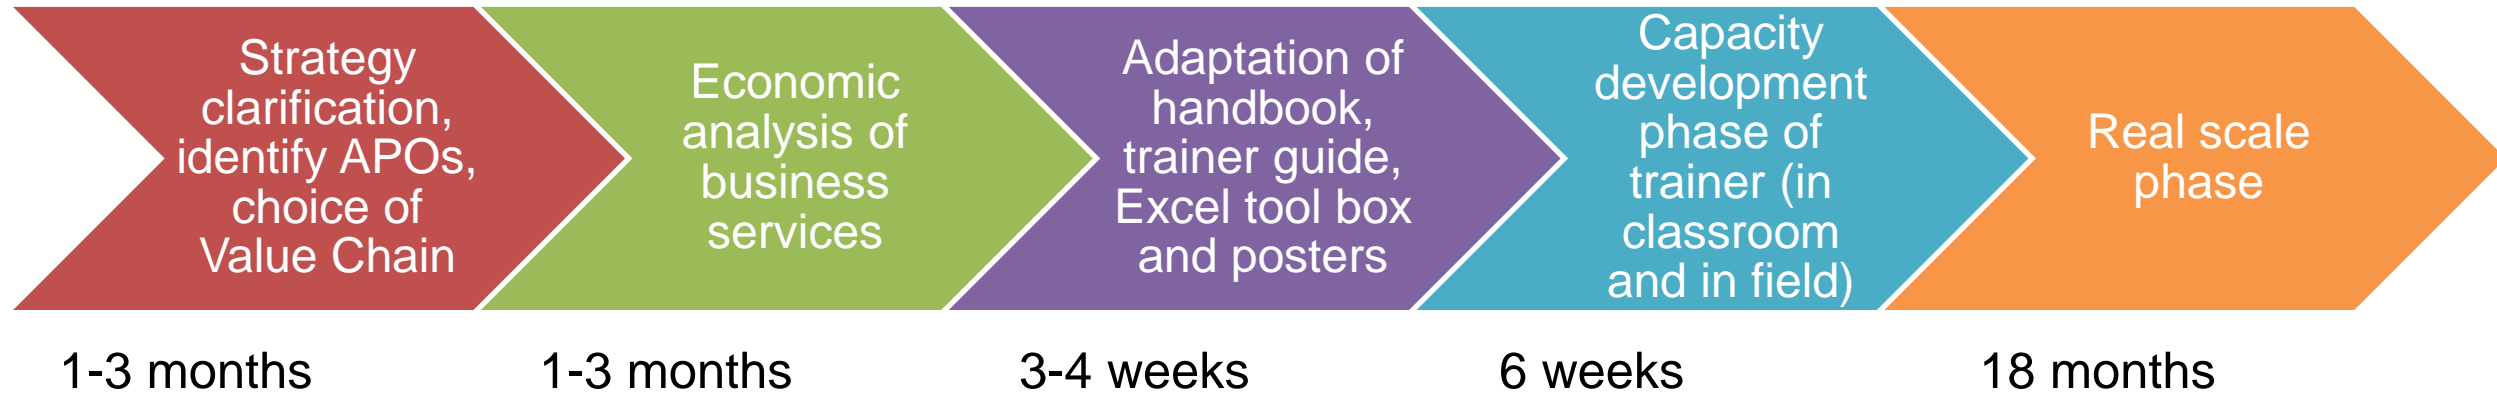 Strategy
clarification,
identify APOs,
choice of
Value Chain
Economic
analysis of
business
services
Adaptation of
handbook,
trainer guide,
Excel tool box
and posters
Capacity
development
phase of
trainer (in
classroom
and in field)
Real scale
phase
1-3 months
1-3 months
3-4 weeks
6 weeks
18 months